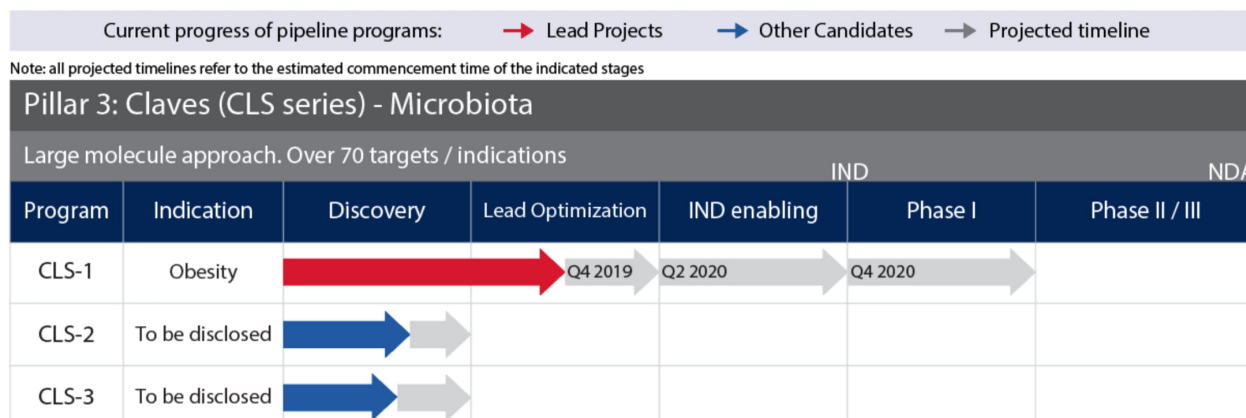 Current progress of pipeline programs: Lead Projects Other Candidates Projected timeline
Note: all projected timelines refer to the estimated commencement time of the indicated stages
Pillar 3: Claves (CLS series) - Microbiota
Large molecule approach. Over 70 targets / indications
IND NDA
Program Indication Discovery Lead Optimization IND enabling Phase I Phase II / III
CLS-1 Obesity Q4 2019 Q2 2020 Q4 2020
CLS-2 To be disclosed
CLS-3 To be disclosed